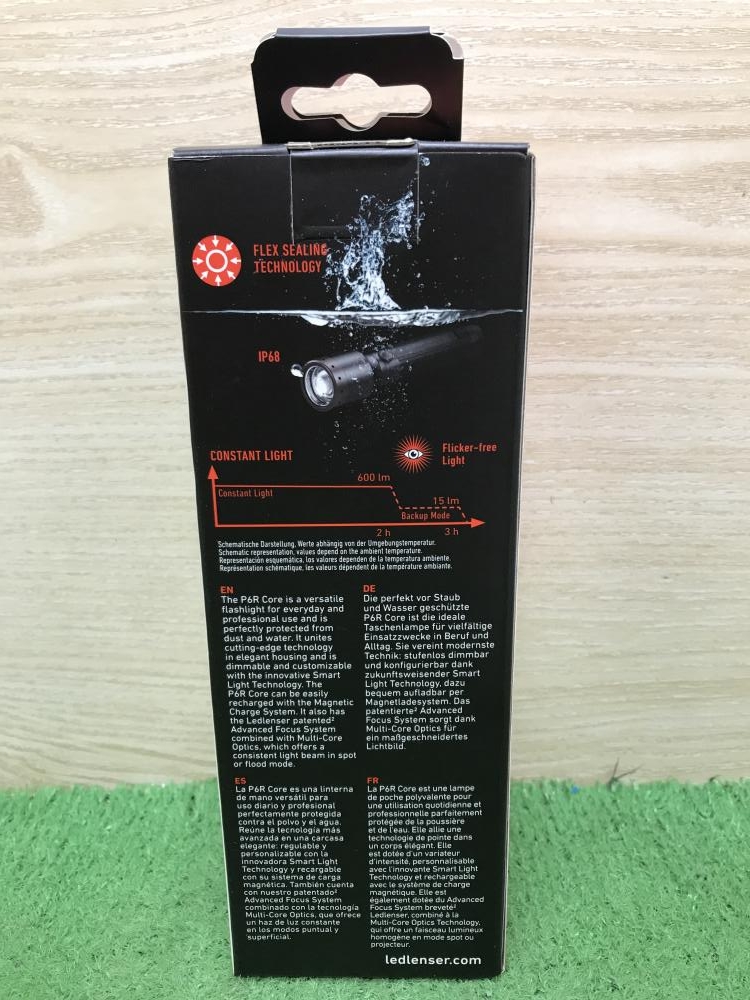 FLEX SEALING
TECHNOLOGY
IP68
Flicker-free
Light
CONSTANT LIGHT
600 lm
Constant Light
15 lm
Backup Mode
2 h
3 h
Schematische Darstellung, Werte abhängig von der Umgebungstemperatur.
Schematic representation, values depend on the ambient temperature.
Representación esquemática, los valores dependen de la temperatura ambiente.
Représentation schématique, les valeurs dépendent de la température ambiante.
EN
The P6R Core is a versatile
flashlight for everyday and
professional use and is
perfectly protected from
dust and water. It unites
cutting-edge technology
in elegant housing and is
dimmable and customizable
with the innovative Smart
Light Technology. The
P6R Core can be easily
recharged with the Magnetic
Charge System. It also has
the Ledlenser patented²
Advanced Focus System
combined with Multi-Core
Optics, which offers a
consistent light beam in spot
or flood mode.
DE
Die perfekt vor Staub
und Wasser geschützte
P6R Core ist die ideale
Taschenlampe für vielfältige
Einsatzzwecke in Beruf und
Alltag. Sie vereint modernste
Technik: stufenlos dimmbar
und konfigurierbar dank
zukunftsweisender Smart
Light Technology, dazu
bequem aufladbar per
Magnetladesystem. Das
patentierte² Advanced
Focus System sorgt dank
Multi-Core Optics für
ein maßgeschneidertes
Lichtbild.
ES
La P6R Core es una linterna
de mano versátil para
uso diario y profesional
perfectamente protegida
contra el polvo y el agua.
Reúne la tecnología más
avanzada en una carcasa
elegante: regulable y
personalizable con la
innovadora Smart Light
Technology y recargable
con su sistema de carga
magnética. También cuenta
con nuestro patentado²
Advanced Focus System
combinado con la tecnología
Multi-Core Optics, que ofrece
un haz de luz constante
en los modos puntual y
superficial.
FR
La P6R Core est une lampe
de poche polyvalente pour
une utilisation quotidienne et
professionnelle parfaitement
protégée de la poussière
et de l'eau. Elle allie une
technologie de pointe dans
un corps élégant. Elle
est dotée d'un variateur
d'intensité, personnalisable
avec l'innovante Smart Light
Technology et rechargeable
avec le système de charge
magnétique. Elle est
également dotée du Advanced
Focus System breveté²
Ledlenser, combiné à la
Multi-Core Optics Technology,
qui offre un faisceau lumineux
homogène en mode spot ou
projecteur.
ledlenser.com